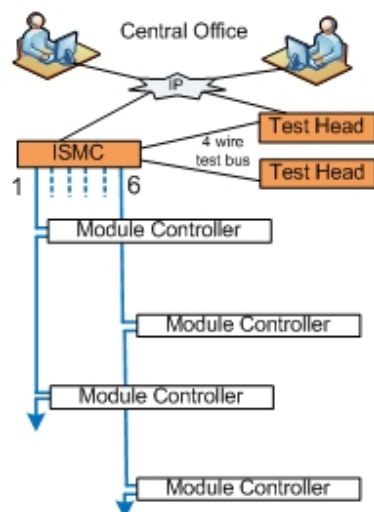 Central Office
IP
Test Head
4 wire
test bus
ISMC
Test Head
1
6
Module Controller
Module Controller
Module Controller
Module Controller